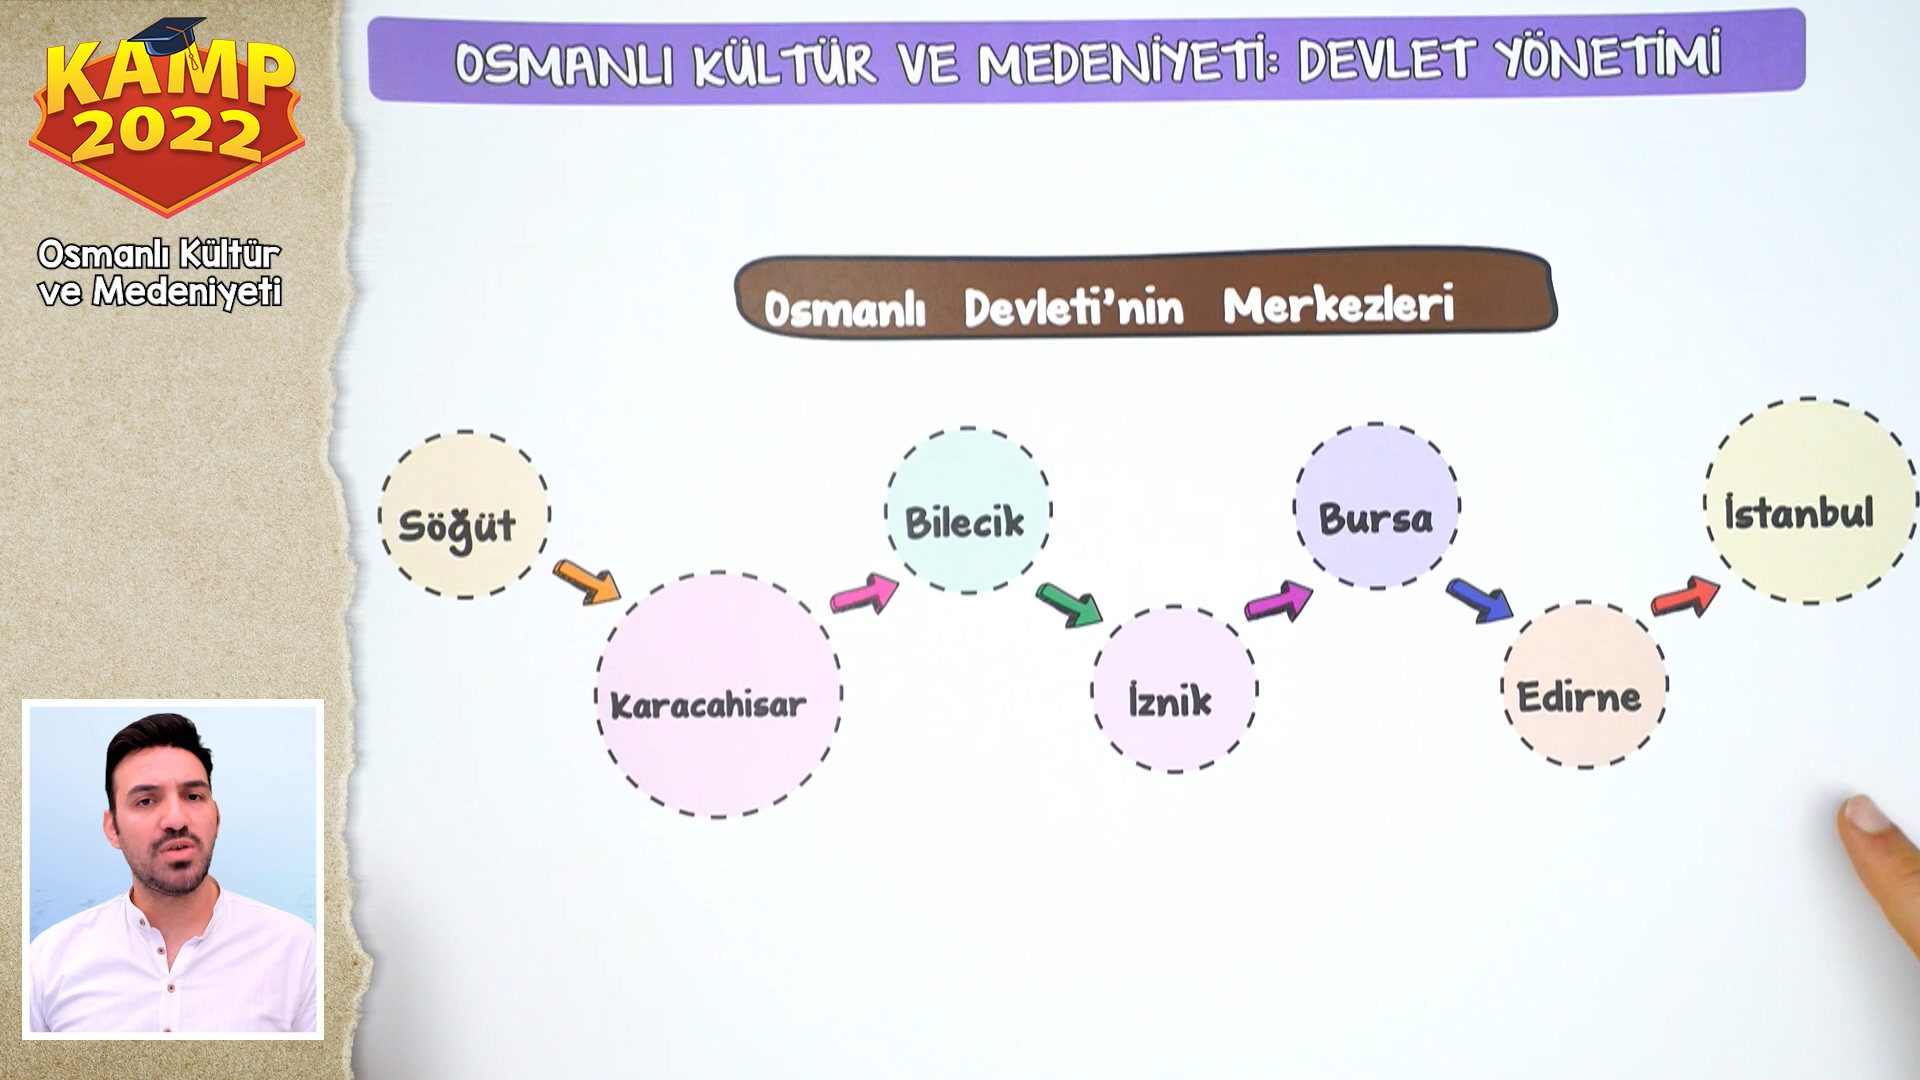 KAMP
2022
Osmanlı Kültür
ve Medeniyeti
OSMANLI KÜLTÜR VE MEDENİYETİ: DEVLET YÖNETİMİ
Osmanlı Devleti'nin Merkezleri
Söğüt
Karacahisar
Bilecik
İznik
Bursa
Edirne
İstanbul